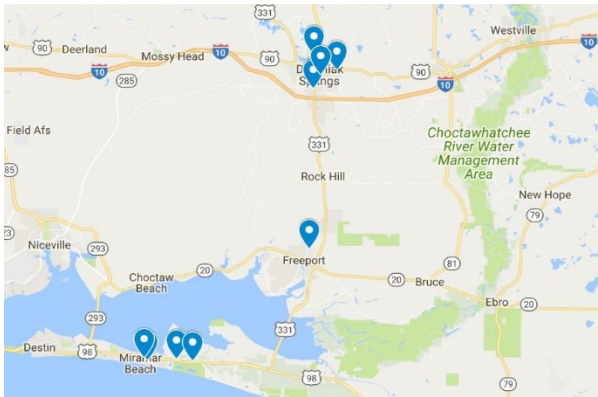 331
Westville
90
Deerland
Mossy Head
10
90
10
285
90
10
Springs
Field Afs
Choctawhatchee
River Water
Management
Area
331
Rock Hill
85
New Hope
79
Niceville
293
Freeport
81
Choctaw
Beach
20
20
Bruce
Ebro
20
293
331
Destin
98
Miramar
Beach
98
79